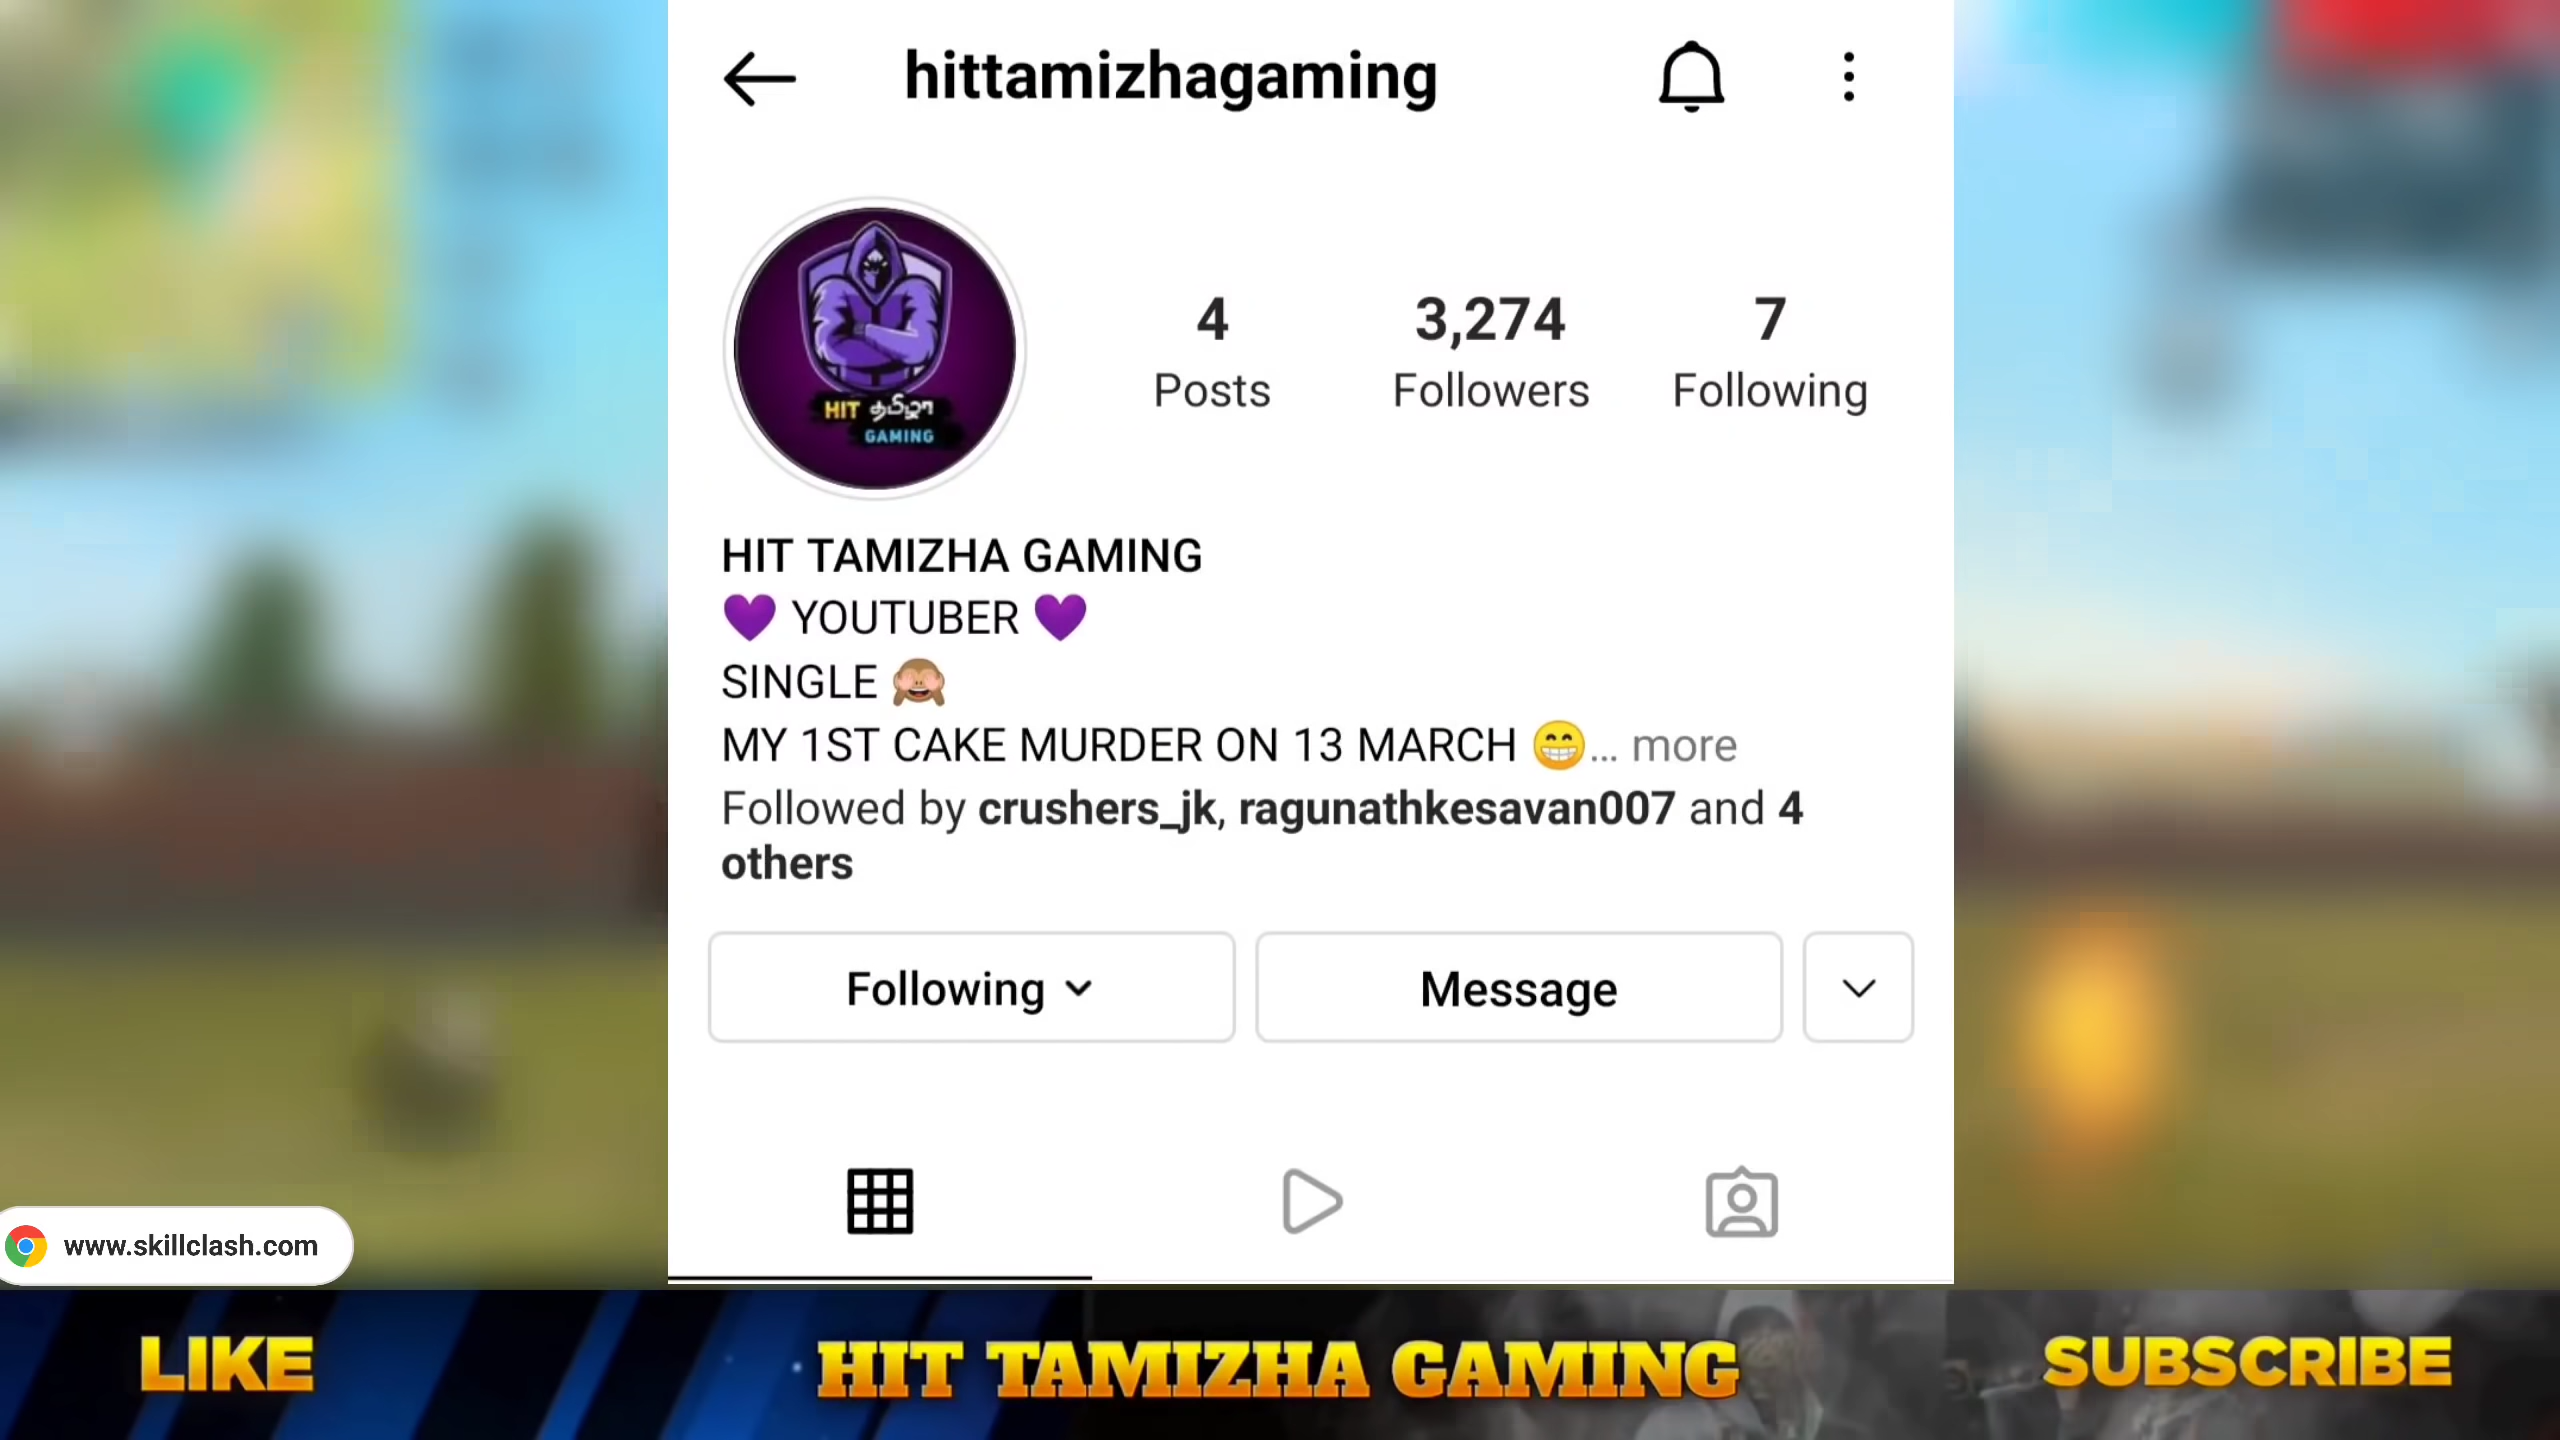 hittamizhagaming
HIT தமிழா
GAMING
4
Posts
3,274
Followers
7
Following
HIT TAMIZHA GAMING
💜 YOUTUBER 💜
SINGLE 🙈
MY 1ST CAKE MURDER ON 13 MARCH 😁... more
Followed by crushers_jk, ragunathkesavan007 and 4
others
Following
Message
www.skillclash.com
LIKE
HIT TAMIZHA GAMING
SUBSCRIBE